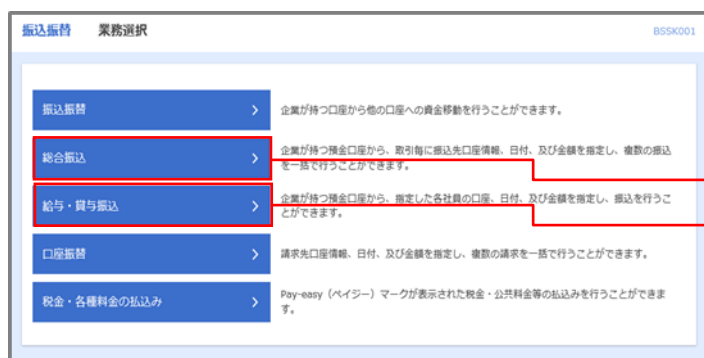 振込振替 業務選択 BSSK001
振込振替
企業が持つ口座から他の口座への資金移動を行うことができます。
総合振込
企業が持つ預金口座から、取引毎に振込先口座情報、日付、及び金額を指定し、複数の振込
を一括で行うことができます。
給与・賞与振込
企業が持つ預金口座から、指定した各社員の口座、日付、及び金額を指定し、振込を行うこ
とができます。
口座振替
請求先口座情報、日付、及び金額を指定し、複数の請求を一括で行うことができます。
税金・各種料金の払込み
Pay-easy（ペイジー）マークが表示された税金・公共料金等の払込みを行うことができま
す。